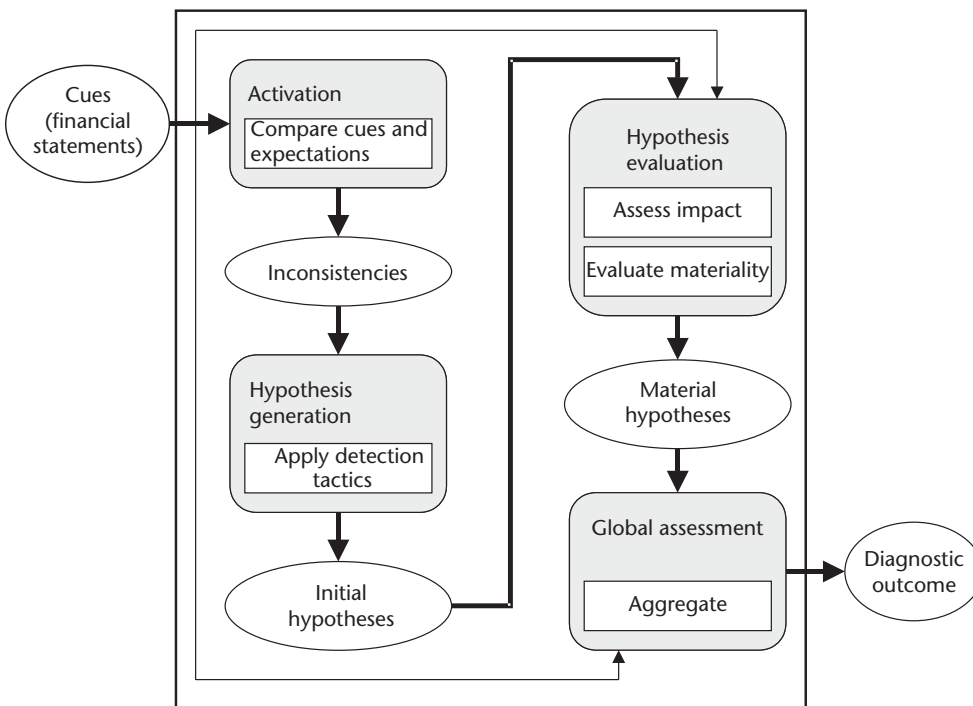 Cues
(financial
statements)
Activation
Compare cues and
expectations
Inconsistencies
Hypothesis
generation
Apply detection
tactics
Initial
hypotheses
Hypothesis
evaluation
Assess impact
Evaluate materiality
Material
hypotheses
Global assessment
Aggregate
Diagnostic
outcome